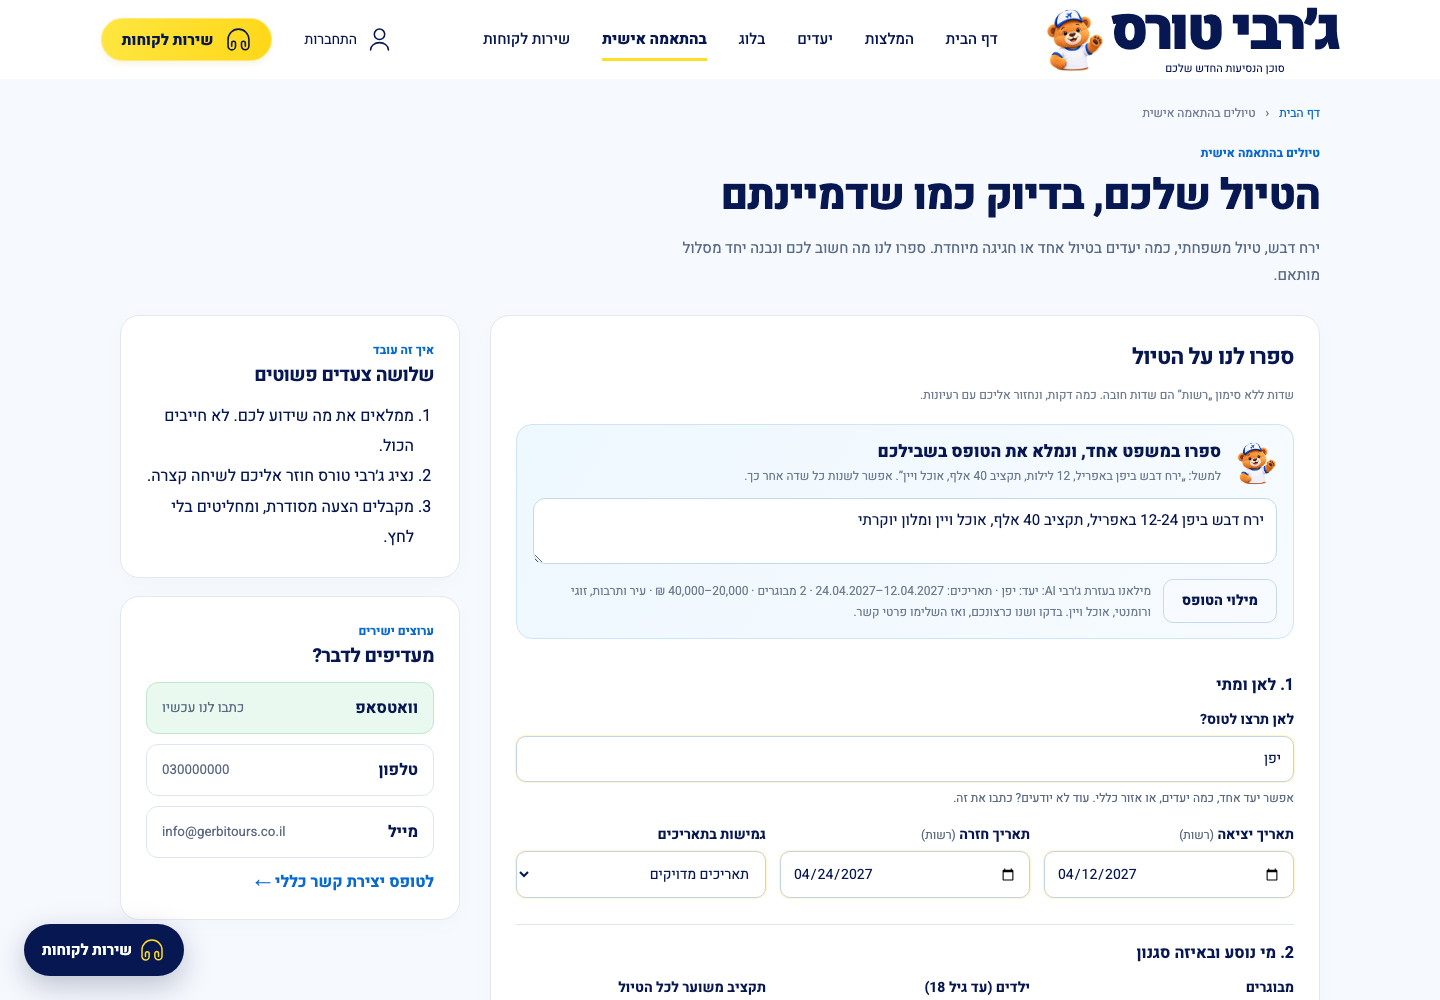 ג׳רבי טורס
סוכן הנסיעות החדש שלכם
דף הבית
המלצות
יעדים
בלוג
בהתאמה אישית
שירות לקוחות
התחברות
שירות לקוחות
דף הבית › טיולים בהתאמה אישית
טיולים בהתאמה אישית
הטיול שלכם, בדיוק כמו שדמיינתם
ירח דבש, טיול משפחתי, כמה יעדים בטיול אחד או חגיגה מיוחדת. ספרו לנו מה חשוב לכם ונבנה יחד מסלול
מותאם.
ספרו לנו על הטיול
שדות ללא סימון „רשות” הם שדות חובה. כמה דקות, ונחזור אליכם עם רעיונות.
ספרו במשפט אחד, ונמלא את הטופס בשבילכם
למשל: „ירח דבש ביפן באפריל, 12 לילות, תקציב 40 אלף, אוכל ויין”. אפשר לשנות כל שדה אחר כך.
ירח דבש ביפן 12-24 באפריל, תקציב 40 אלף, אוכל ויין ומלון יוקרתי
מילוי הטופס
מילאנו בעזרת ג׳רבי AI: יעד: יפן · תאריכים: 12.04.2027–24.04.2027 · 2 מבוגרים · 20,000–40,000 ₪ · עיר ותרבות, זוגי
ורומנטי, אוכל ויין. בדקו ושנו כרצונכם, ואז השלימו פרטי קשר.
1. לאן ומתי
לאן תרצו לטוס?
יפן
אפשר יעד אחד, כמה יעדים, או אזור כללי. עוד לא יודעים? כתבו את זה.
תאריך יציאה (רשות)
תאריך חזרה (רשות)
גמישות בתאריכים
04/12/2027
04/24/2027
תאריכים מדויקים
2. מי נוסע ובאיזה סגנון
מבוגרים
ילדים (עד גיל 18)
תקציב משוער לכל הטיול
איך זה עובד
שלושה צעדים פשוטים
1. ממלאים את מה שידוע לכם. לא חייבים
הכול.
2. נציג ג׳רבי טורס חוזר אליכם לשיחה קצרה.
3. מקבלים הצעה מסודרת, ומחליטים בלי
לחץ.
ערוצים ישירים
מעדיפים לדבר?
וואטסאפ
כתבו לנו עכשיו
טלפון
030000000
מייל
info@gerbitours.co.il
לטופס יצירת קשר כללי ←
שירות לקוחות